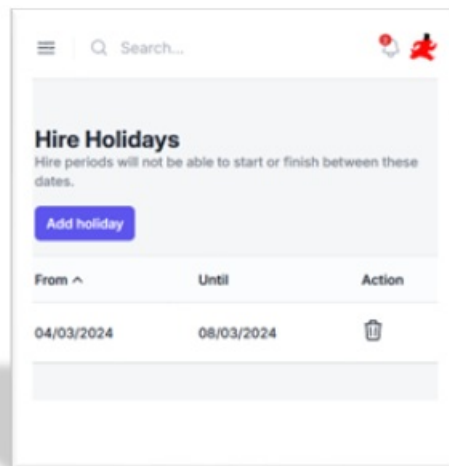 Search...
Hire Holidays
Hire periods will not be able to start or finish between these
dates.
Add holiday
From Until Action
04/03/2024 08/03/2024